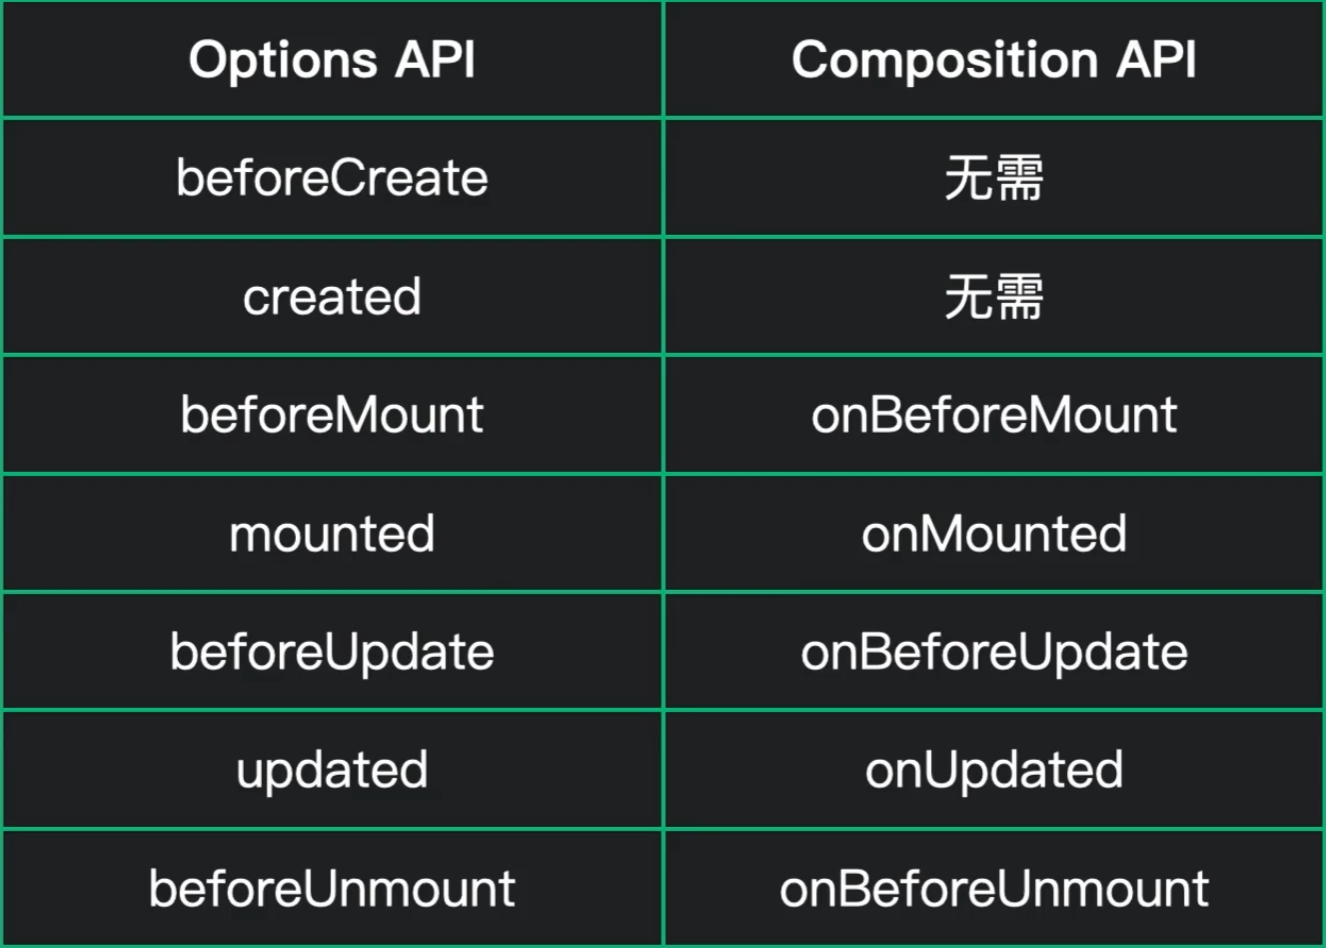 Options API Composition API
beforeCreate 无需
created 无需
beforeMount onBeforeMount
mounted onMounted
beforeUpdate onBeforeUpdate
updated onUpdated
beforeUnmount onBeforeUnmount